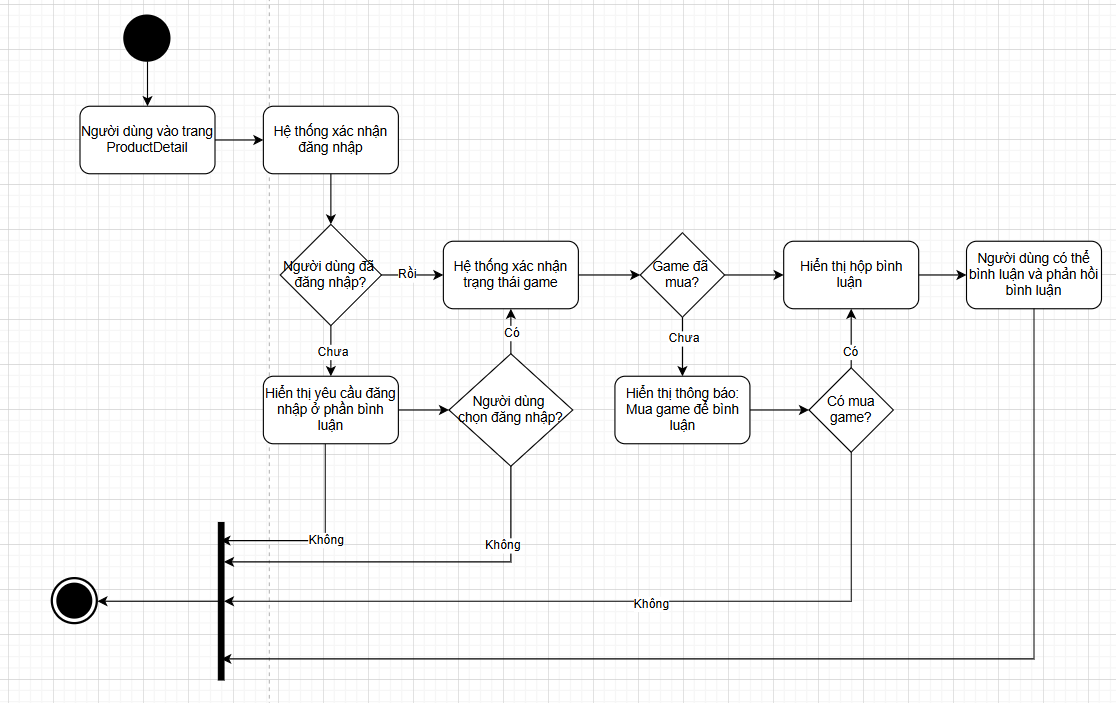 Người dùng vào trang
ProductDetail
Hệ thống xác nhận
đăng nhập
Người dùng đã
đăng nhập?
Rồi
Hệ thống xác nhận
trạng thái game
Game đã
mua?
Hiển thị hộp bình
luận
Người dùng có thể
bình luận và phản hồi
bình luận
Chưa
Có
Chưa
Có
Hiển thị yêu cầu đăng
nhập ở phần bình
luận
Người dùng
chọn đăng nhập?
Hiển thị thông báo:
Mua game để bình
luận
Có mua
game?
Không
Không
Không